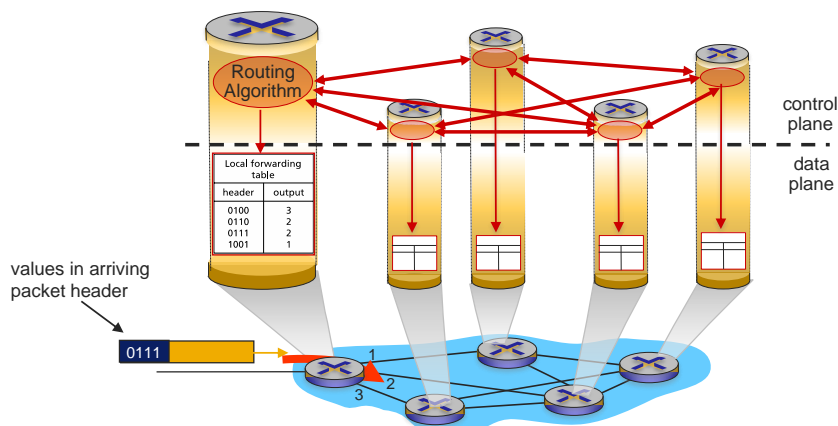 Routing
Algorithm
control
plane
data
plane
Local forwarding
table
header output
0100 3
0110 2
0111 2
1001 1
values in arriving
packet header
0111
1
2
3